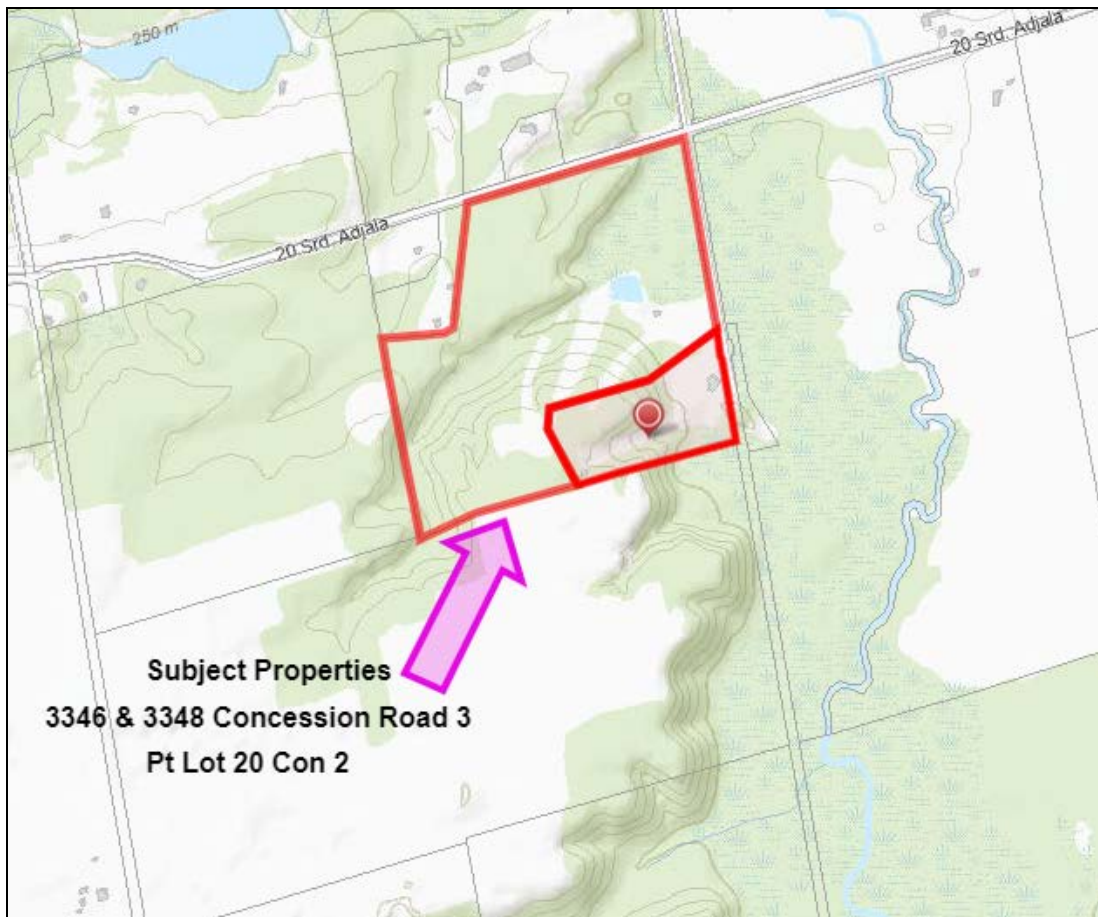 250 m
20 Srd. Adjala
20 Srd. Adjala
Subject Properties
3346 & 3348 Concession Road 3
Pt Lot 20 Con 2